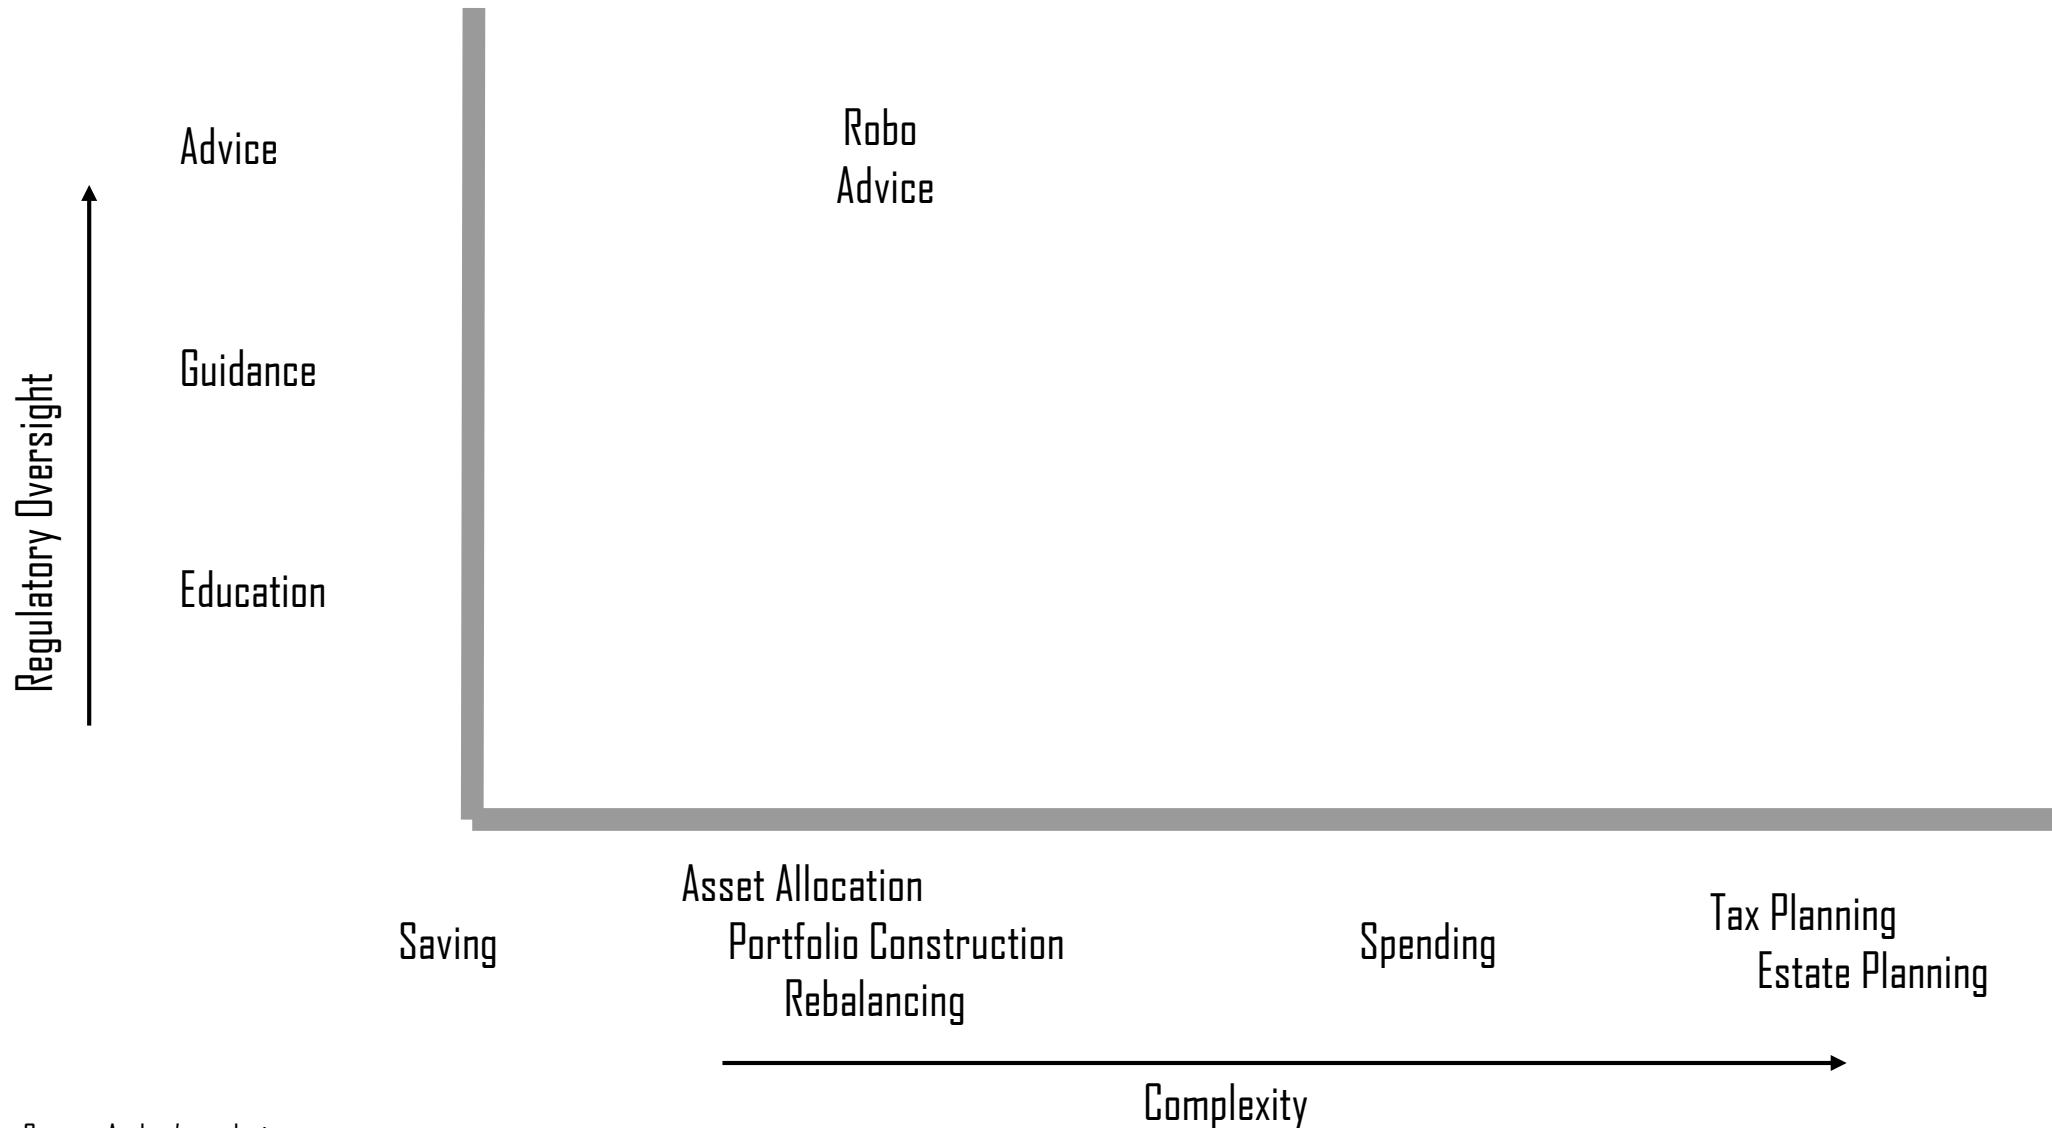 Robo
Advice
Advice
Guidance
Education
Regulatory Oversight
Asset Allocation
Saving
Portfolio Construction
Rebalancing
Spending
Tax Planning
Estate Planning
Complexity